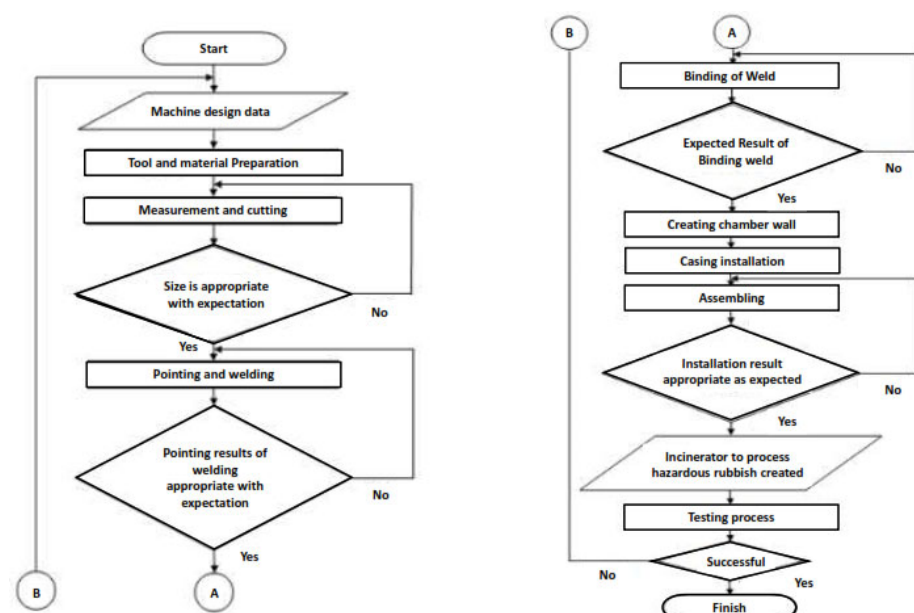 Start
Machine design data
Tool and material Preparation
Measurement and cutting
Size is appropriate
with expectation
No
Yes
Pointing and welding
Pointing results of
welding
appropriate with
expectation
No
Yes
B
A
B
A
Binding of Weld
Expected Result of
Binding weld
No
Yes
Creating chamber wall
Casing installation
Assembling
Installation result
appropriate as expected
No
Yes
Incinerator to process
hazardous rubbish created
Testing process
Successful
No
Yes
Finish